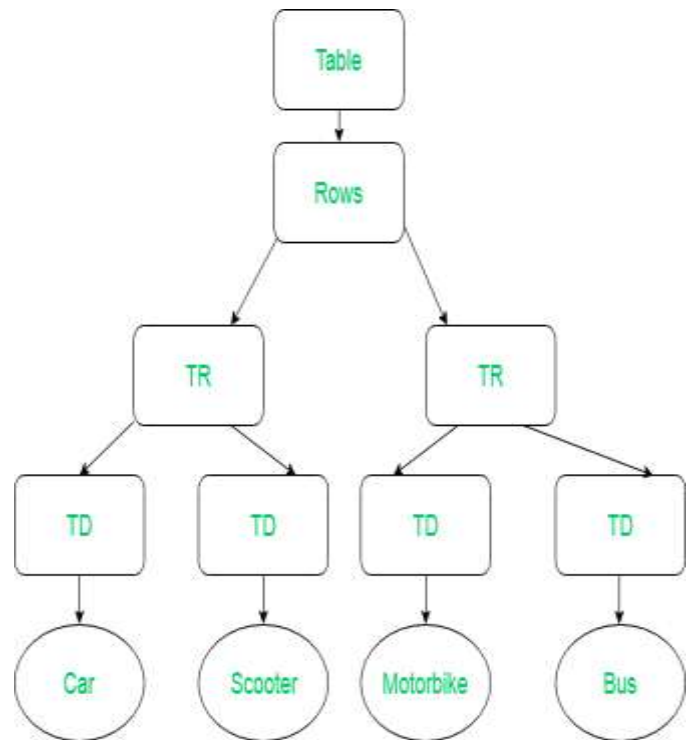 Table
Rows
TR
TR
TD
TD
TD
TD
Car
Scooter
Motorbike
Bus